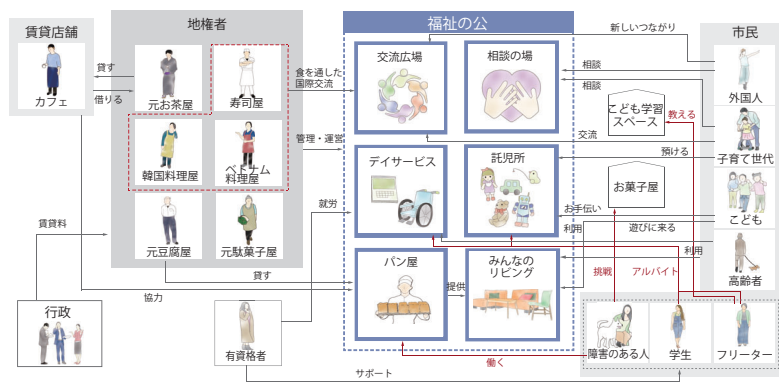 賃貸店舗
カフェ
地権者
元お茶屋
寿司屋
韓国料理屋
ベトナム
料理屋
元豆腐屋
元駄菓子屋
貸す
借りる
賃貸料
行政
協力
貸す
有資格者
就労
サポート
食を通した
国際交流
管理・運営
福祉の公
交流広場
相談の場
デイサービス
託児所
パン屋
提供
みんなの
リビング
新しいつながり
相談
相談
こども学習
スペース
教える
交流
預ける
お菓子屋
お手伝い
利用
遊びに来る
利用
挑戦
アルバイト
働く
市民
外国人
子育て世代
こども
高齢者
障害のある人
学生
フリーター